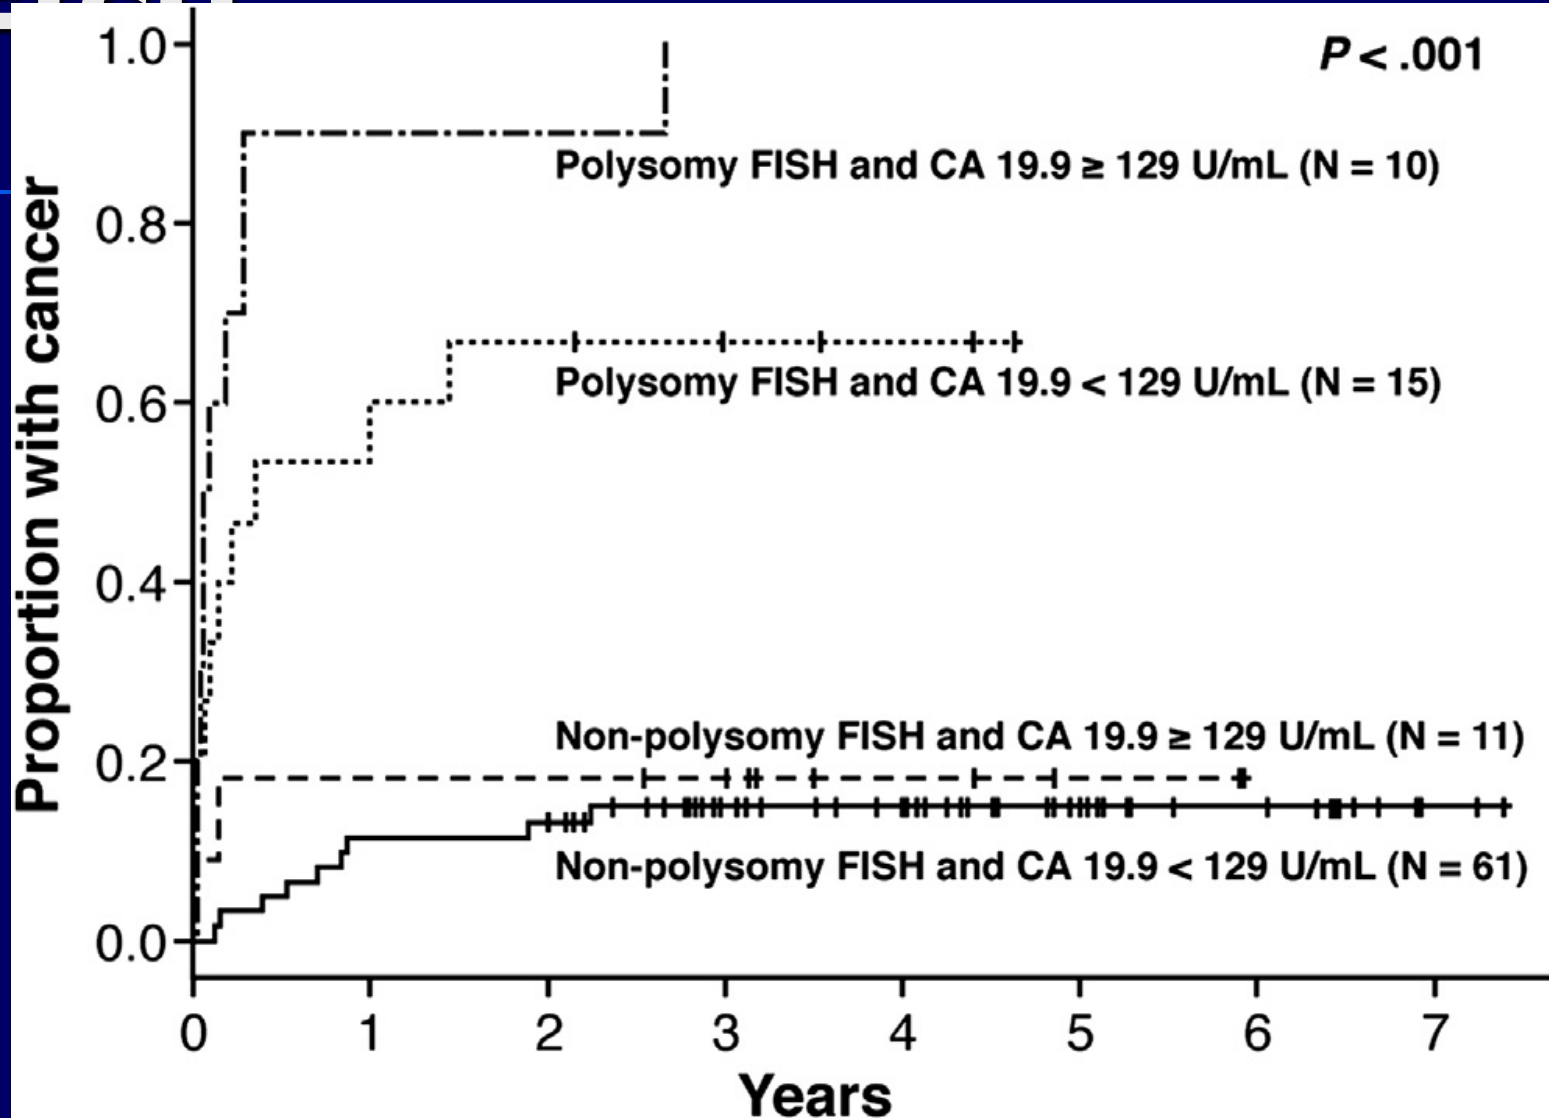 P < .001
1.0
0.8
0.6
0.4
0.2
0.0
Proportion with cancer
Polysomy FISH and CA 19.9 ≥ 129 U/mL (N = 10)
Polysomy FISH and CA 19.9 < 129 U/mL (N = 15)
Non-polysomy FISH and CA 19.9 ≥ 129 U/mL (N = 11)
Non-polysomy FISH and CA 19.9 < 129 U/mL (N = 61)
0 1 2 3 4 5 6 7
Years